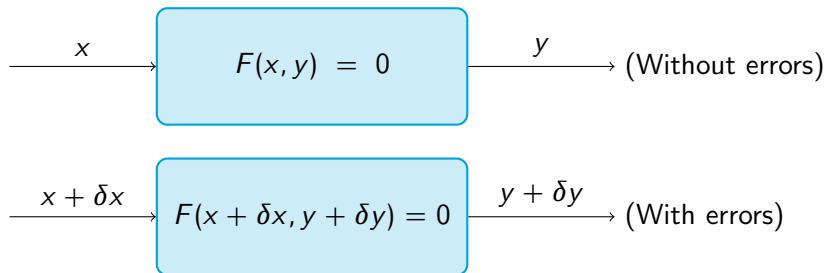 x
F(x, y) = 0
y
(Without errors)
x + δx
F(x + δx, y + δy) = 0
y + δy
(With errors)